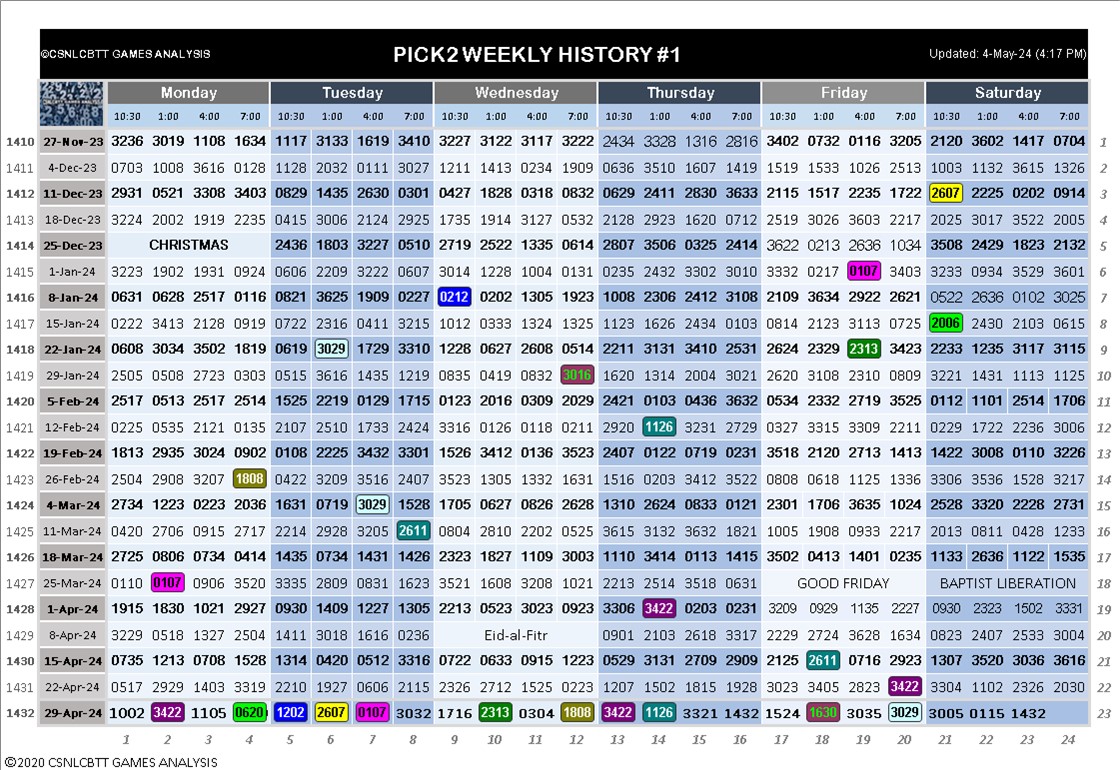 ©CSNLCBTT GAMES ANALYSIS PICK2 WEEKLY HISTORY #1 Updated: 4-May-24 (4:17 PM)
Monday Tuesday Wednesday Thursday Friday Saturday
10:30 1:00 4:00 7:00 10:30 1:00 4:00 8:00 10:30 1:00 4:00 7:00 10:30 1:00 4:00 8:00 10:30 1:00 4:00 7:00 10:30 1:00 4:00 8:00
1410 27-Nov-23 3236 3019 1108 1634 1117 3133 1619 3410 3227 3122 3117 3222 2434 3328 1316 2816 3402 0732 0116 3205 2120 3602 1417 0704 1
1411 4-Dec-23 0703 1008 3616 0128 1128 2032 0111 3027 1211 1413 0234 1909 0636 3510 1607 1419 1519 1533 1026 2513 1003 1132 3615 1326 2
1412 11-Dec-23 2931 0521 3308 3403 0829 1435 2630 0301 0427 1828 0318 0832 0629 2411 2830 3633 2115 1517 2235 1722 2607 2225 0202 0914 3
1413 18-Dec-23 3224 2002 1919 2235 0415 3006 2124 2925 1735 1914 3127 0532 2128 2923 1620 0712 2519 3026 3603 2217 2025 3017 3522 2005 4
1414 25-Dec-23 CHRISTMAS 2436 1803 3227 0510 2719 2522 1335 0614 2807 3506 0325 2414 3622 0213 2636 1034 3508 2429 1823 2132 5
1415 1-Jan-24 3223 1902 1931 0924 0606 2209 3222 0607 3014 1228 1004 0131 0235 2432 3302 3010 3332 0217 0107 3403 3233 0934 3529 3601 6
1416 8-Jan-24 0631 0628 2517 0116 0821 3625 1909 0227 0212 0202 1305 1923 1008 2306 2412 3108 2109 3634 2922 2621 0522 2636 0102 3025 7
1417 15-Jan-24 0222 3413 2128 0919 0722 2316 0411 3215 1012 0333 1324 1325 1123 1626 2434 0103 0814 2123 3113 0725 2006 2430 2103 0615 8
1418 22-Jan-24 0608 3034 3502 1819 0619 3029 1729 3310 1228 0627 2608 0514 2211 3131 3410 2531 2624 2329 2313 3423 2233 1235 3117 3115 9
1419 29-Jan-24 2505 0508 2723 0303 0515 3616 1435 1219 0835 0419 0832 3016 1620 1314 2004 3021 2620 3108 2310 0809 3221 1431 1113 1125 10
1420 5-Feb-24 2517 0513 2517 2514 1525 2219 0129 1715 0123 2016 0309 2029 2421 0103 0436 3632 0534 2332 2719 3525 0112 1101 2514 1706 11
1421 12-Feb-24 0225 0535 2121 0135 2107 2510 1733 2424 3316 0126 0118 0211 2920 1126 3231 2729 0327 3315 3309 2211 0229 1722 2236 3006 12
1422 19-Feb-24 1813 2935 3024 0902 0108 2225 3432 3301 1526 3412 0136 3523 2407 0122 0719 0231 3518 2120 2713 1413 1422 3008 0110 3226 13
1423 26-Feb-24 2504 2908 3207 1808 0422 3209 3516 2407 3523 1305 1332 1631 1516 0203 3412 3522 0808 0618 1125 1336 3306 3536 1528 3217 14
1424 4-Mar-24 2734 1223 0223 2036 1631 0719 3029 1528 1705 0627 0826 2628 1310 2624 0833 0121 2301 1706 3635 1024 2528 3320 2228 2731 15
1425 11-Mar-24 0420 2706 0915 2717 2214 2928 3205 2611 0804 2810 2202 0525 3615 3132 3632 1821 1005 1908 0933 2217 2013 0811 0428 1233 16
1426 18-Mar-24 2725 0806 0734 0414 1435 0734 1431 1426 2323 1827 1109 3003 1110 3414 0113 1415 3502 0413 1401 0235 1133 2636 1122 1535 17
1427 25-Mar-24 0110 0107 0906 3520 3335 2809 0831 1623 3521 1608 3208 1021 2213 2514 3518 0631 GOOD FRIDAY BAPTIST LIBERATION 18
1428 1-Apr-24 1915 1830 1021 2927 0930 1409 1227 1305 2213 0523 3023 0923 3306 3422 0203 0231 3209 0929 1135 2227 0930 2323 1502 3331 19
1429 8-Apr-24 3229 0518 1327 2504 1411 3018 1616 0236 Eid-al-Fitr 0901 2103 2618 3317 2229 2724 3628 1634 0823 2407 2533 3004 20
1430 15-Apr-24 0735 1213 0708 1528 1314 0420 0512 3316 0722 0633 0915 1223 0529 3131 2709 2909 2125 2611 0716 2923 1307 3520 3036 3616 21
1431 22-Apr-24 0517 2929 1403 3319 2210 1927 0606 2115 2326 2712 1525 0223 1207 1502 1815 1928 3023 3405 2823 3422 3304 1102 2326 2030 22
1432 29-Apr-24 1002 3422 1105 0620 1202 2607 0107 3032 1716 2313 0304 1808 3422 1126 3321 1432 1524 1630 3035 3029 3005 0115 1432 23
1 2 3 4 5 6 7 8 9 10 11 12 13 14 15 16 17 18 19 20 21 22 23 24
©2020 CSNLCBTT GAMES ANALYSIS